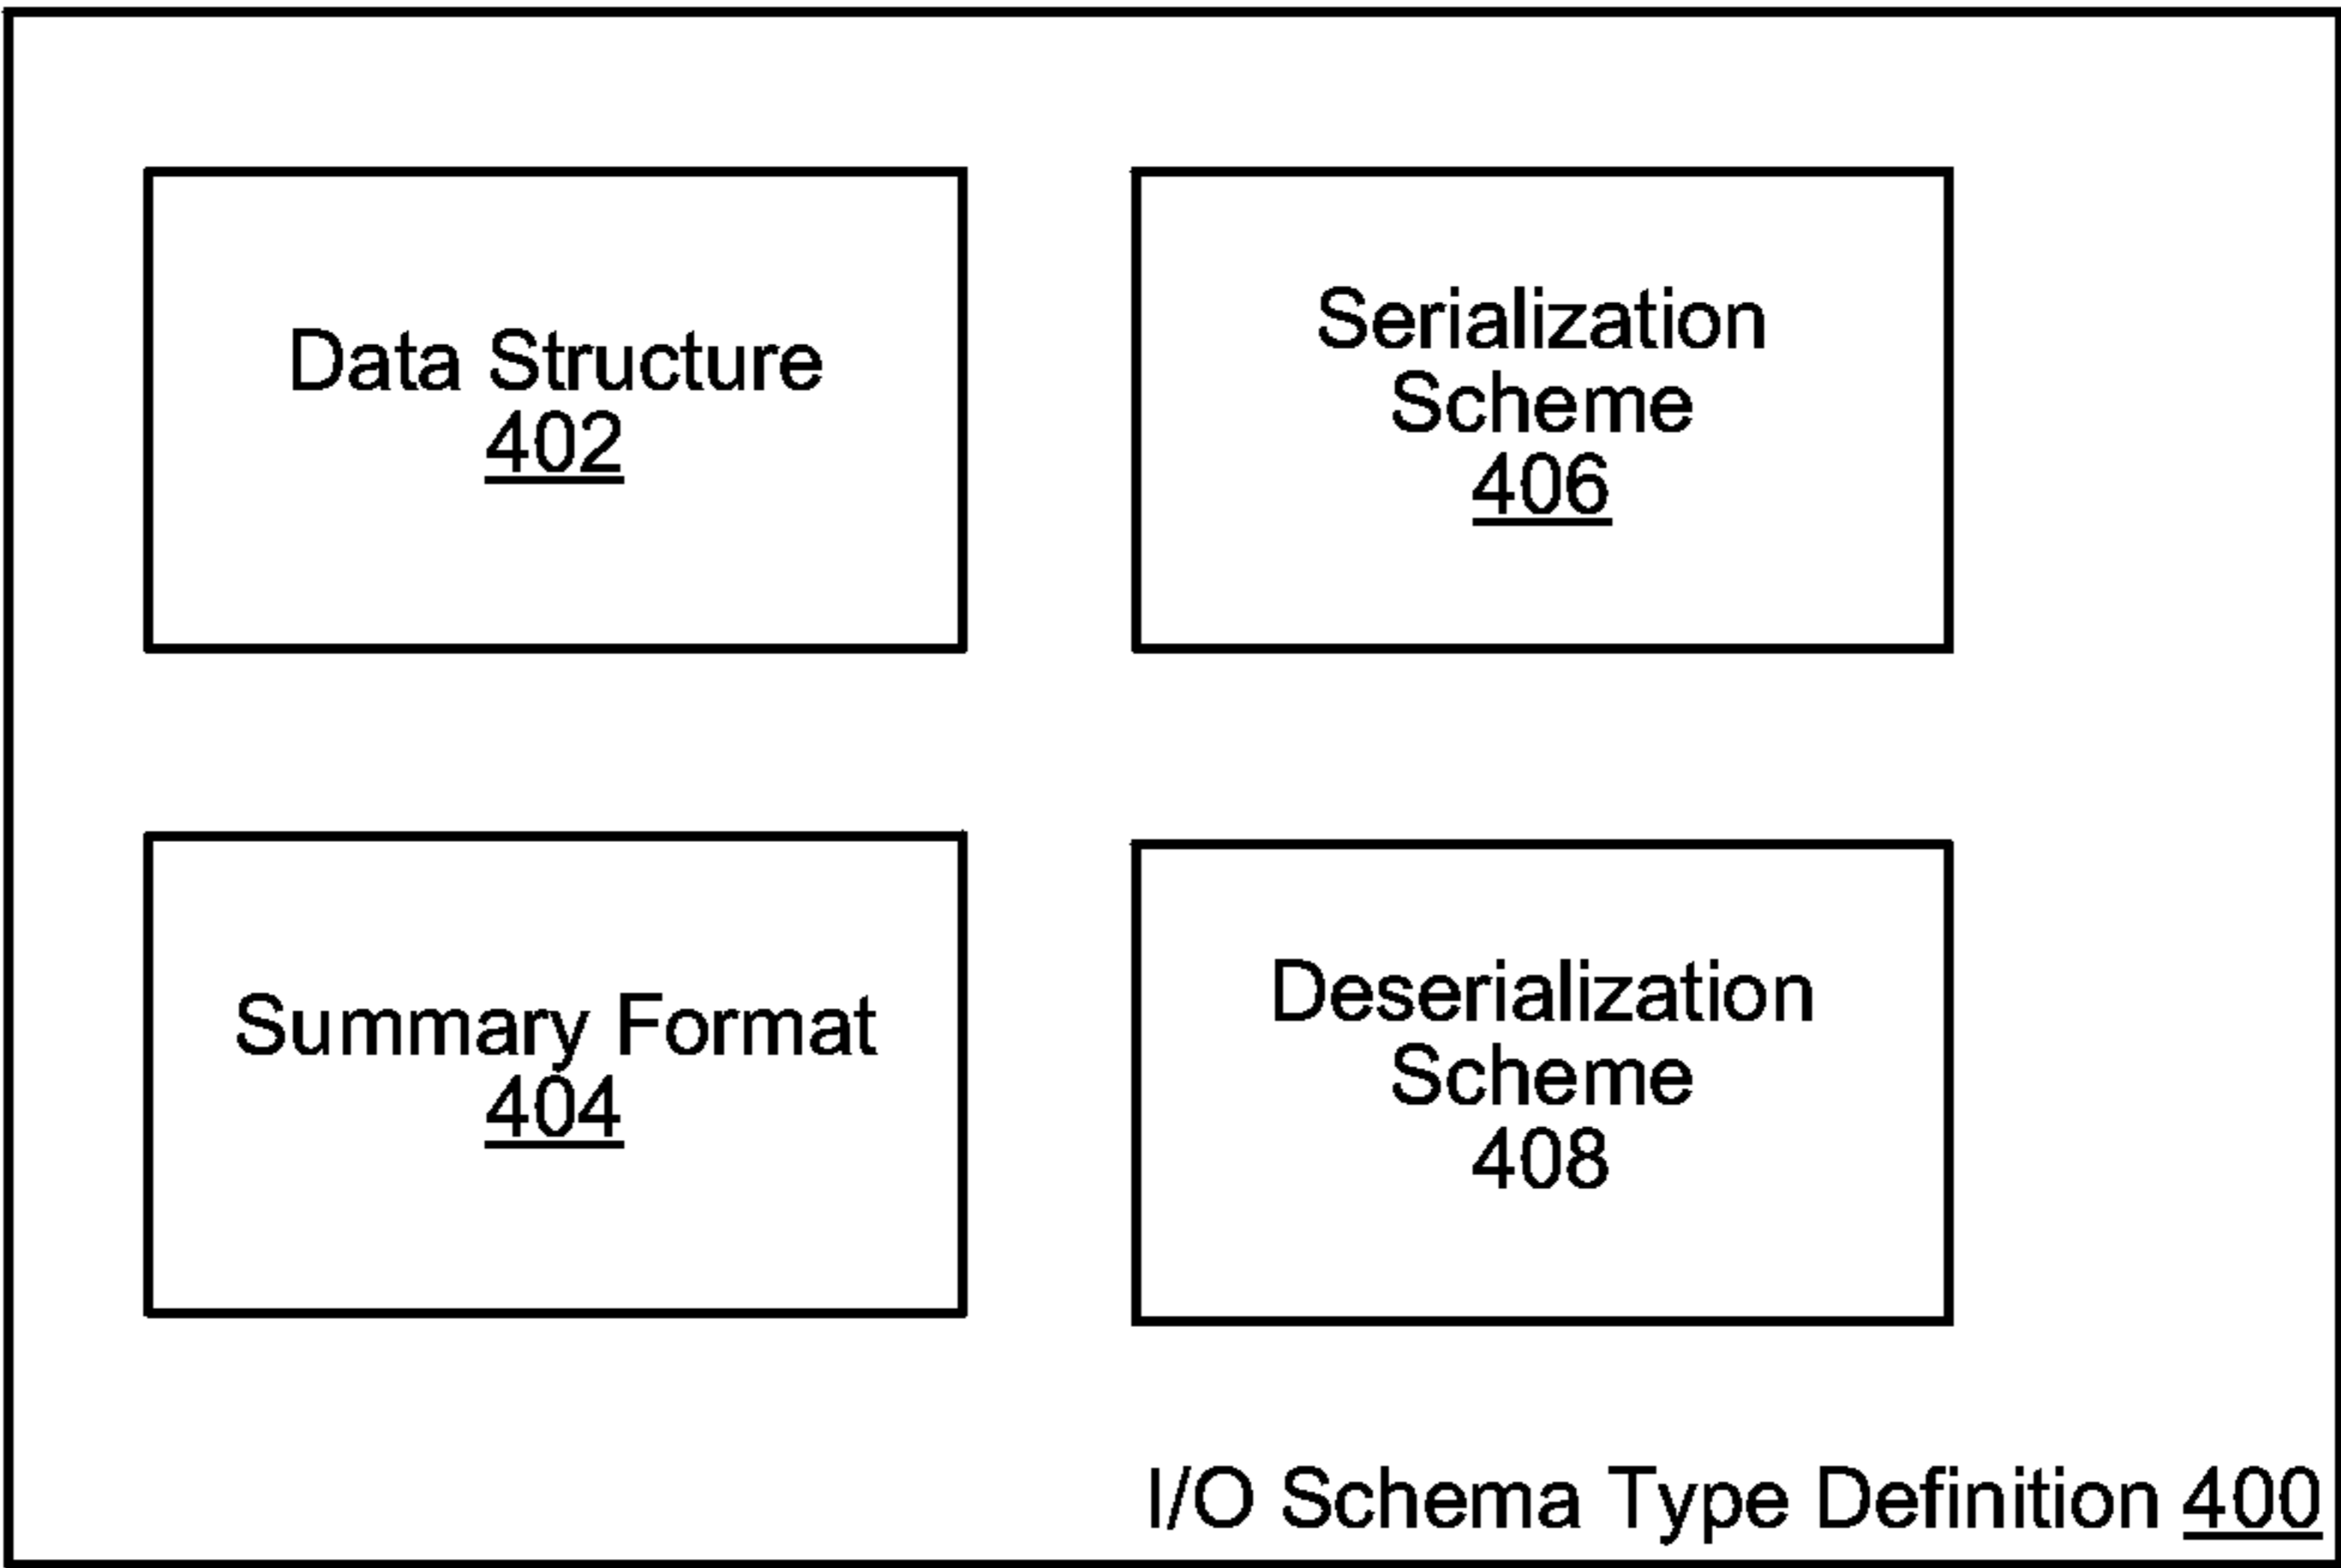 Data Structure
402
Serialization
Scheme
406
Summary Format
404
Deserialization
Scheme
408
I/O Schema Type Definition 400